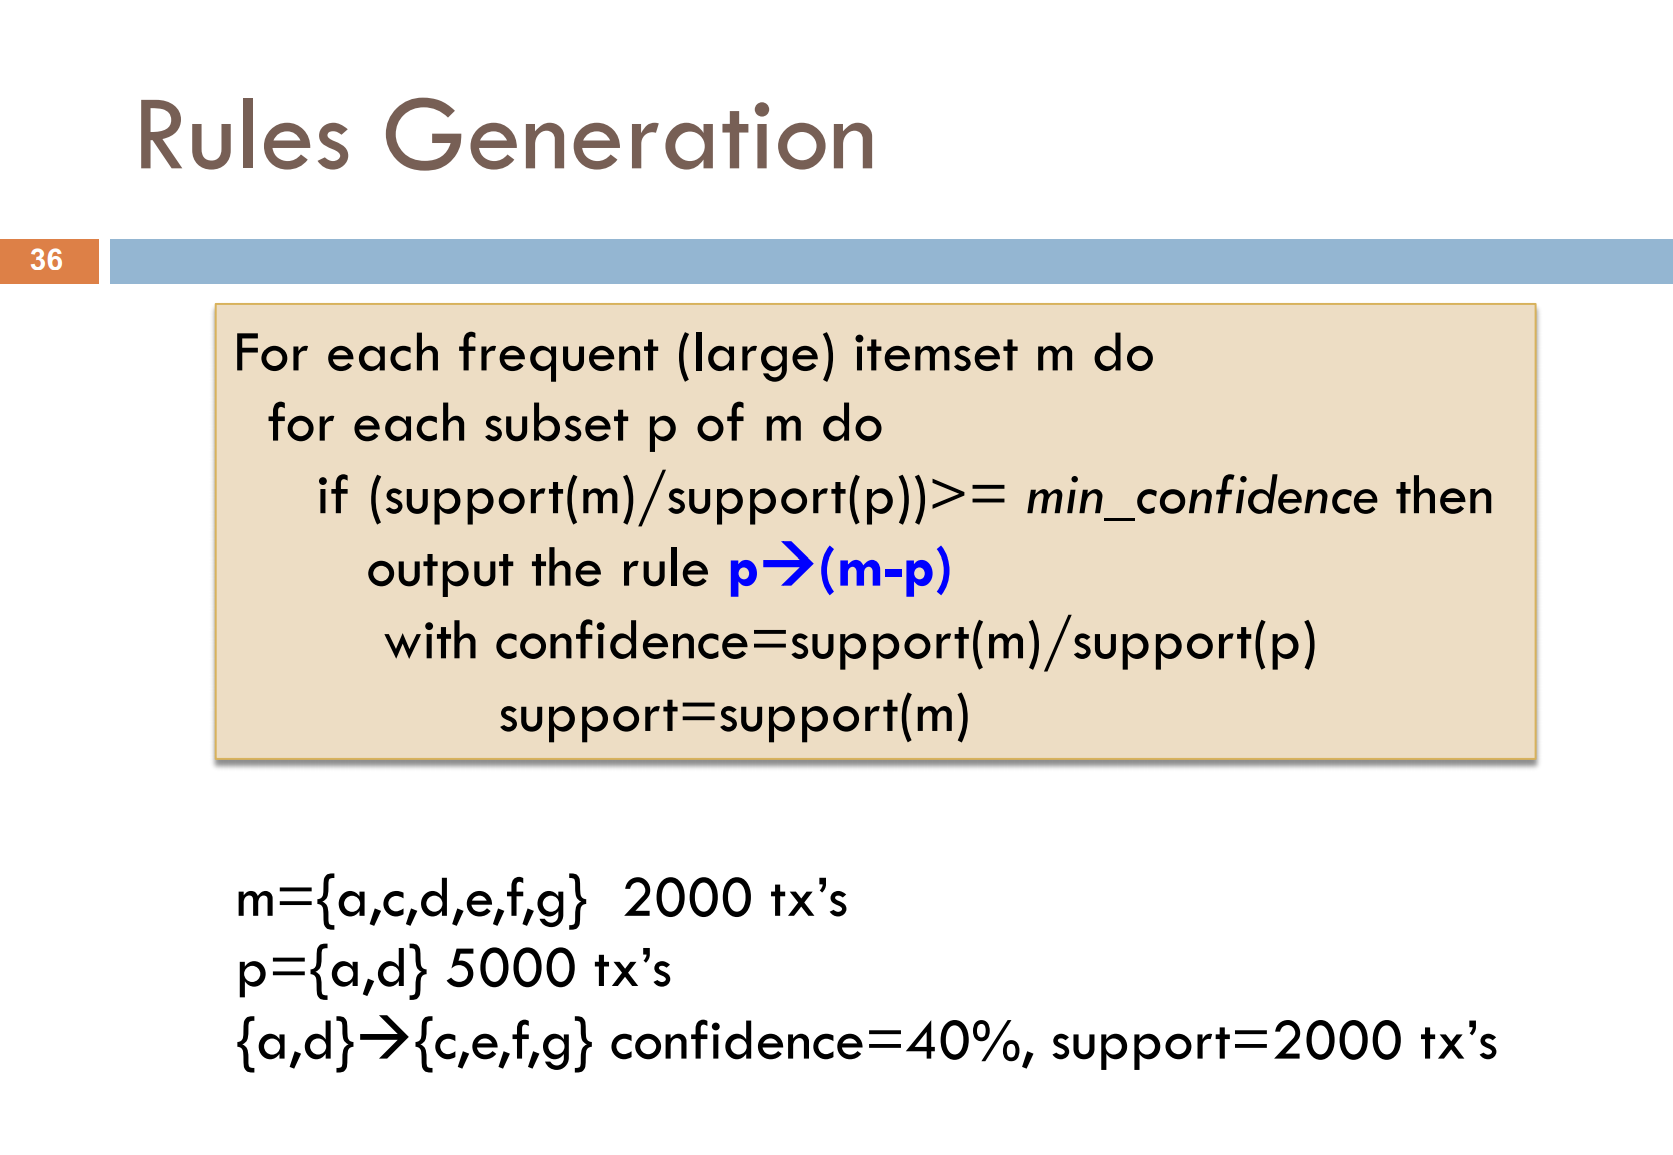 Rules Generation
36
For each frequent (large) itemset m do
for each subset p of m do
if (support(m)/support(p))>= min_confidence then
output the rule p→(m-p)
with confidence=support(m)/support(p)
support=support(m)
m={a,c,d,e,f,g} 2000 tx’s
p={a,d} 5000 tx’s
{a,d}→{c,e,f,g} confidence=40%, support=2000 tx’s